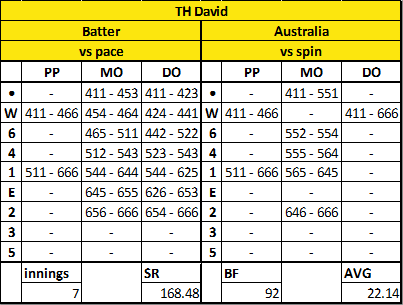 TH David
Batter Australia
vs pace vs spin
PP MO DO PP MO DO
• - 411 - 453 411 - 423 • - 411 - 551 -
W 411 - 466 454 - 464 424 - 441 W 411 - 466 - 411 - 666
6 - 465 - 511 442 - 522 6 - 552 - 554 -
4 - 512 - 543 523 - 543 4 - 555 - 564 -
1 511 - 666 544 - 644 544 - 625 1 511 - 666 565 - 645 -
E - 645 - 655 626 - 653 E - - -
2 - 656 - 666 654 - 666 2 - 646 - 666 -
3 - - - 3 - - -
5 - - - 5 - - -
innings SR BF AVG
7 168.48 92 22.14